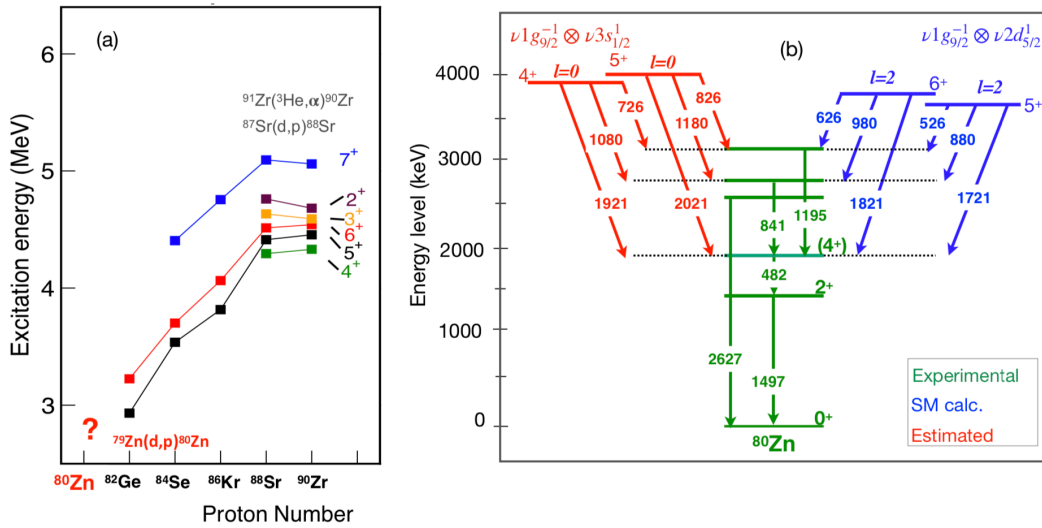 (a)
⁹¹Zr(³He,α)⁹⁰Zr
⁸⁷Sr(d,p)⁸⁸Sr
Excitation energy (MeV)
6
5
4
3
7⁺
2⁺
3⁺
6⁺
5⁺
4⁺
?
⁷⁹Zn(d,p)⁸⁰Zn
⁸⁰Zn ⁸²Ge ⁸⁴Se ⁸⁶Kr ⁸⁸Sr ⁹⁰Zr
Proton Number
(b)
ν1g₉/₂⁻¹ ⊗ ν3s₁/₂¹
ν1g₉/₂⁻¹ ⊗ ν2d₅/₂¹
Energy level (keV)
4000
3000
2000
1000
0
4⁺ l=0 5⁺ l=0
l=2 6⁺ l=2 5⁺
726 826
1080 1180
1921 2021
626 980 526 880
1821 1721
841 1195
(4⁺)
482
2⁺
2627 1497
0⁺
⁸⁰Zn
Experimental
SM calc.
Estimated